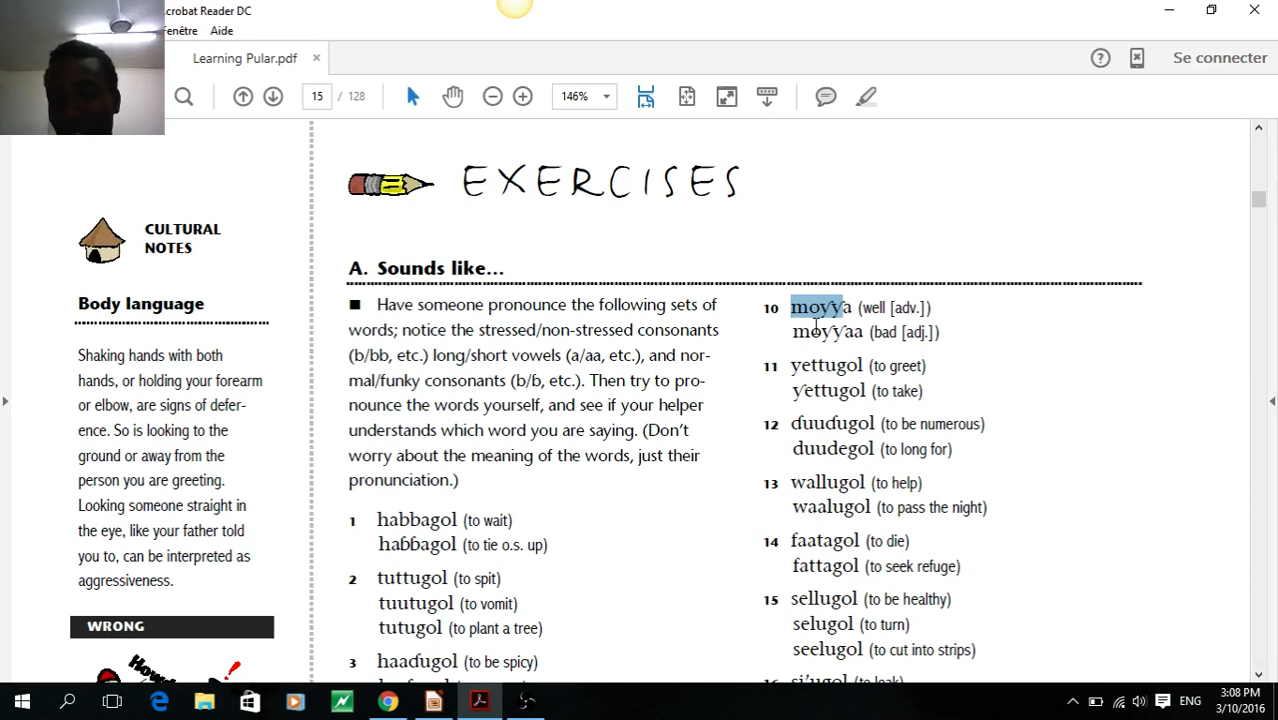 crobat Reader DC
enêtre Aide
Learning Pular.pdf
Se connecter
15 / 128
146%
EXERCISES
CULTURAL
NOTES
Body language
Shaking hands with both
hands, or holding your forearm
or elbow, are signs of defer-
ence. So is looking to the
ground or away from the
person you are greeting.
Looking someone straight in
the eye, like your father told
you to, can be interpreted as
aggressiveness.
WRONG
Howdy
!
A. Sounds like...
■ Have someone pronounce the following sets of
words; notice the stressed/non-stressed consonants
(b/bb, etc.) long/short vowels (a/aa, etc.), and nor-
mal/funky consonants (b/ɓ, etc.). Then try to pro-
nounce the words yourself, and see if your helper
understands which word you are saying. (Don't
worry about the meaning of the words, just their
pronunciation.)
1 habbagol (to wait)
haɓɓagol (to tie o.s. up)
2 tuttugol (to spit)
tuutugol (to vomit)
tutugol (to plant a tree)
3 haaɗugol (to be spicy)
10 moƴƴa (well [adv.])
moƴƴaa (bad [adj.])
11 yettugol (to greet)
ƴettugol (to take)
12 ɗuuɗugol (to be numerous)
ɗuuɗegol (to long for)
13 wallugol (to help)
waalugol (to pass the night)
14 faatagol (to die)
fattagol (to seek refuge)
15 sellugol (to be healthy)
selugol (to turn)
seelugol (to cut into strips)
16 si'ugol (to leak)
ENG
3:08 PM
3/10/2016